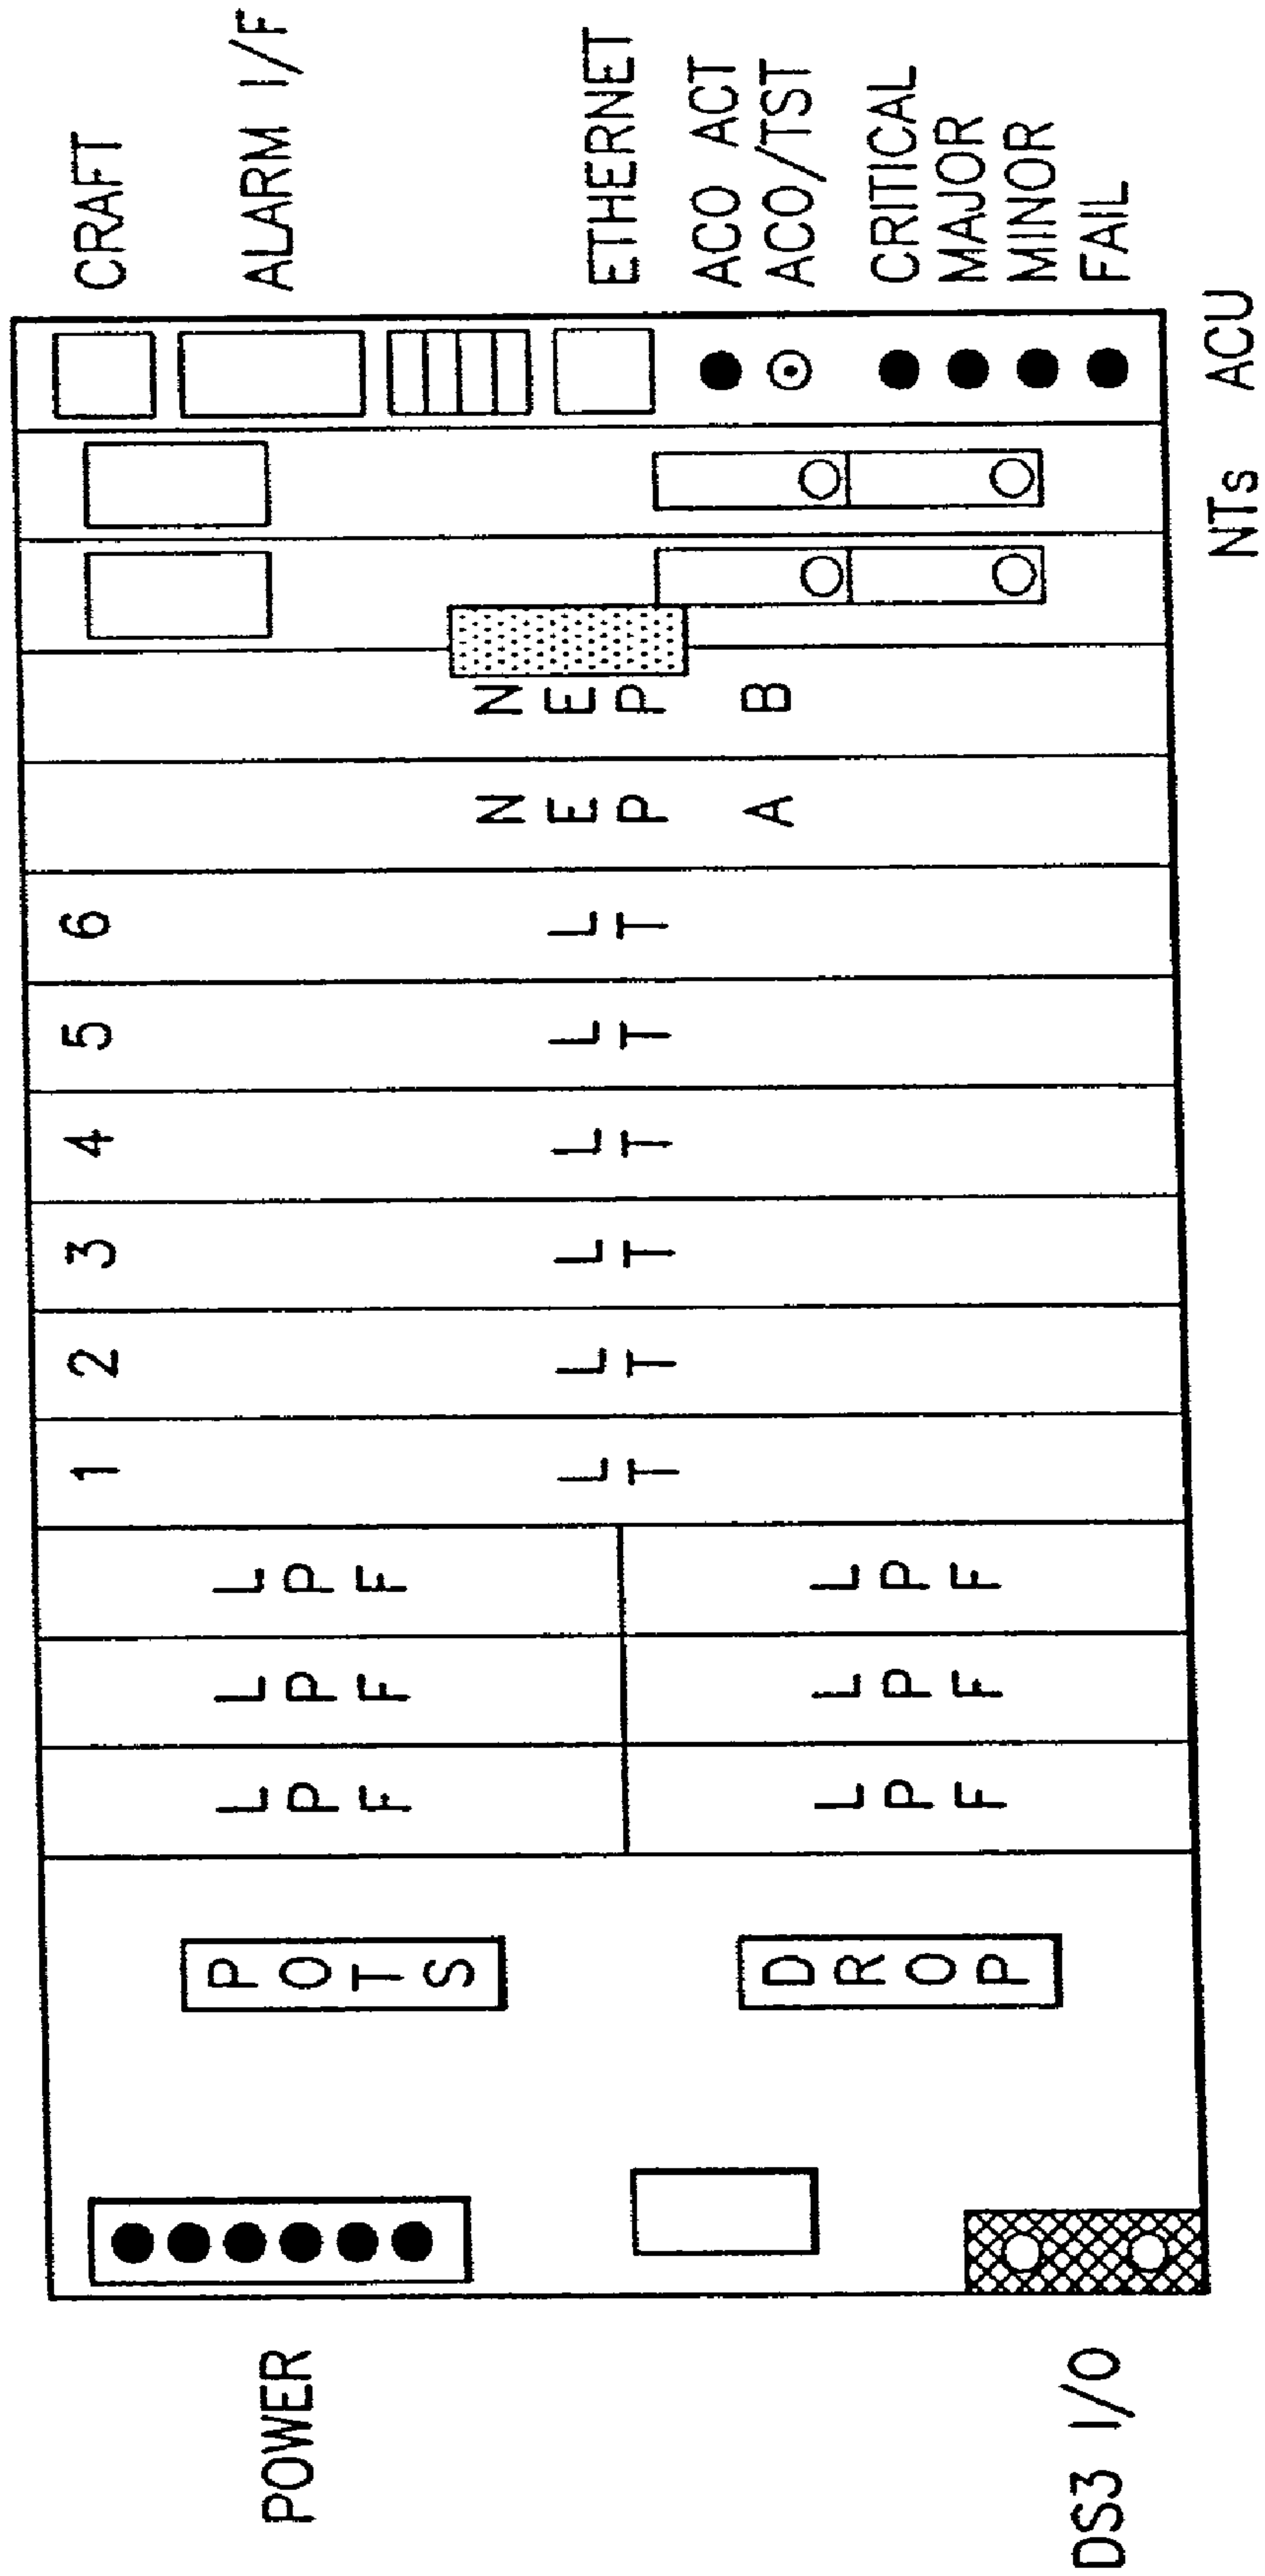 POWER
DS3 I/O
POTS
DROP
LPF
LPF
LPF
LPF
LPF
LPF
1
LT
2
LT
3
LT
4
LT
5
LT
6
LT
NEP A
NEP B
NTs
ACU
CRAFT
ALARM I/F
ETHERNET
ACO ACT
ACO/TST
CRITICAL
MAJOR
MINOR
FAIL